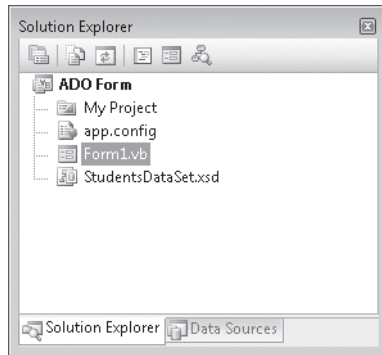 Solution Explorer
ADO Form
My Project
app.config
Form1.vb
StudentsDataSet.xsd
Solution Explorer Data Sources